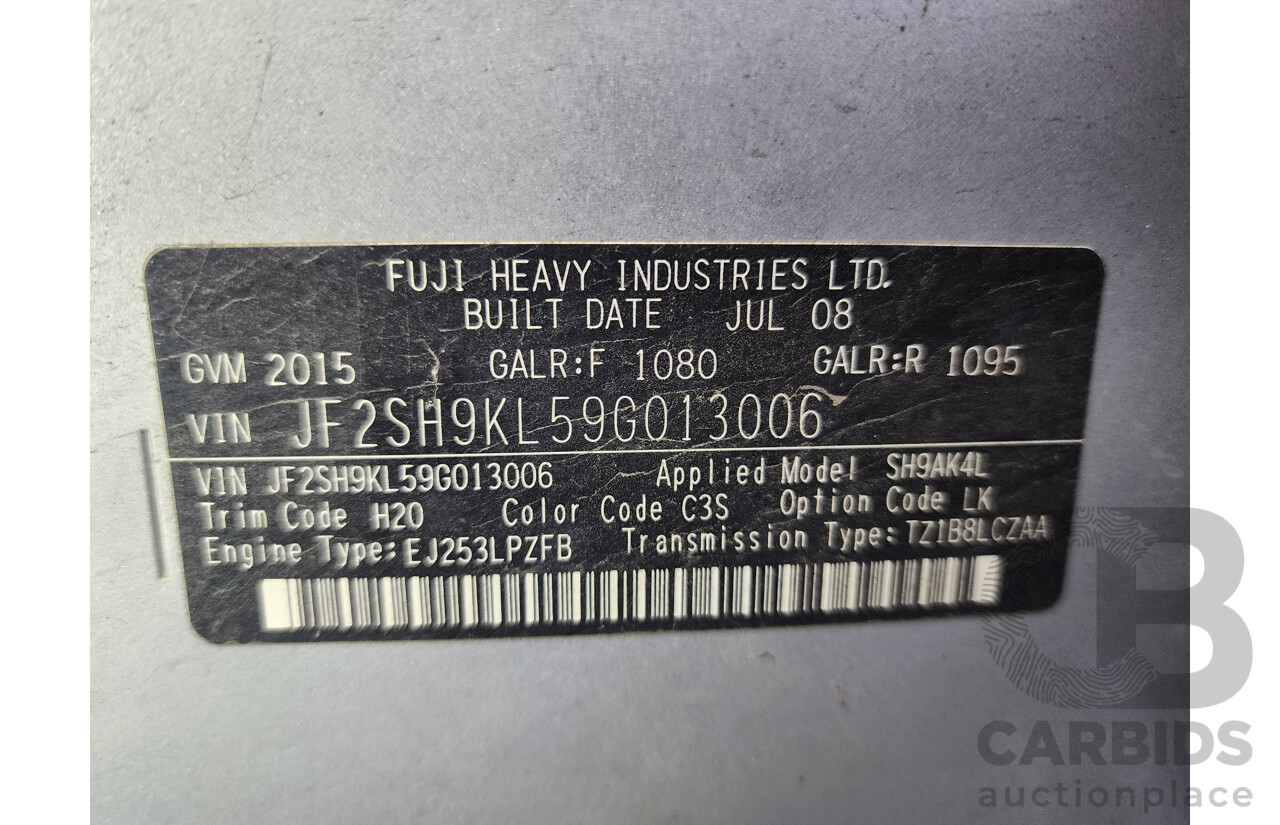 FUJI HEAVY INDUSTRIES LTD.
BUILT DATE JUL 08
GVM 2015 GALR:F 1080 GALR:R 1095
VIN JF2SH9KL59G013006
VIN JF2SH9KL59G013006 Applied Model SH9AK4L
Trim Code H20 Color Code C3S Option Code LK
Engine Type:EJ253LPZFB Transmission Type:TZ1B8LCZAA
CARBIDS
auctionplace